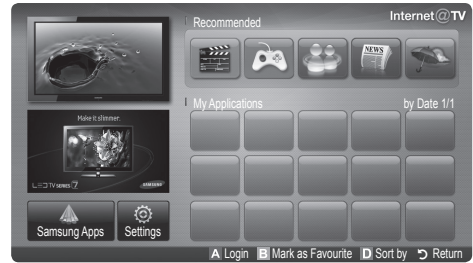 Internet@TV
Recommended
NEWS
My Applications by Date 1/1
Make it slimmer.
LED TV SERIES 7 SAMSUNG
Samsung Apps Settings
A Login B Mark as Favourite D Sort by Return